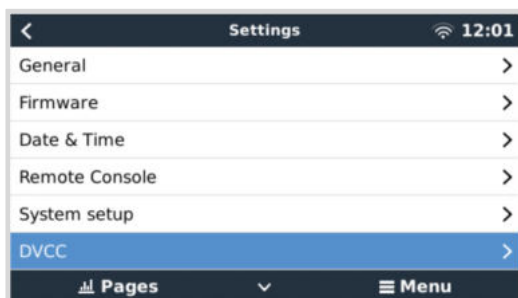 Settings 12:01
General
Firmware
Date & Time
Remote Console
System setup
DVCC
Pages Menu